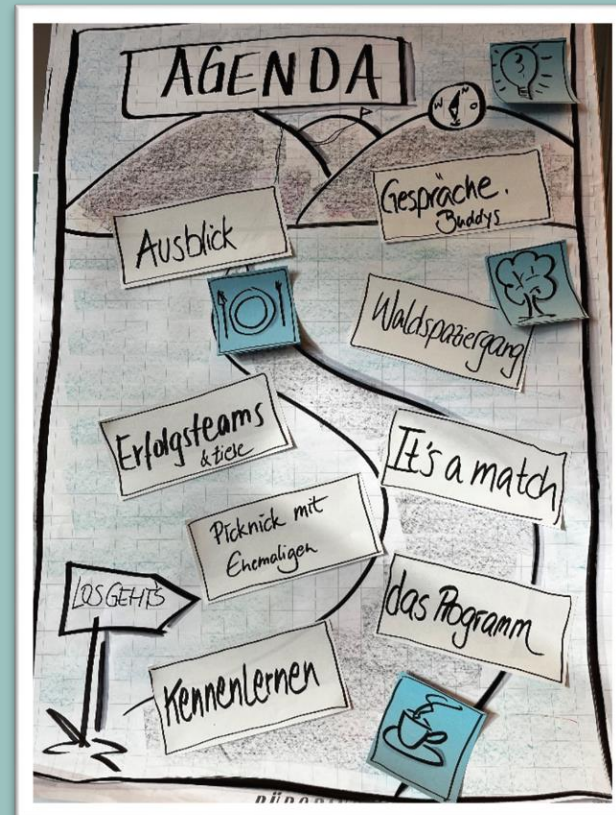 AGENDA
W N O
Gespräche.
Buddys
Ausblick
Waldspaziergang
Erfolgsteams
& Ziele
It's a match
Picknick mit
Ehemaligen
LOS GEHT'S
das Programm
Kennenlernen